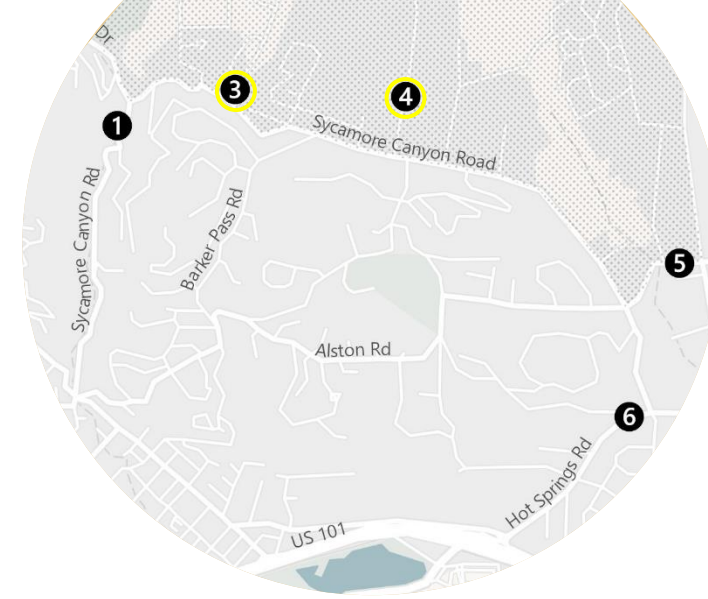 Dr
3
4
1
Sycamore Canyon Road
Sycamore Canyon Rd
Barker Pass Rd
5
Alston Rd
6
Hot Springs Rd
US 101